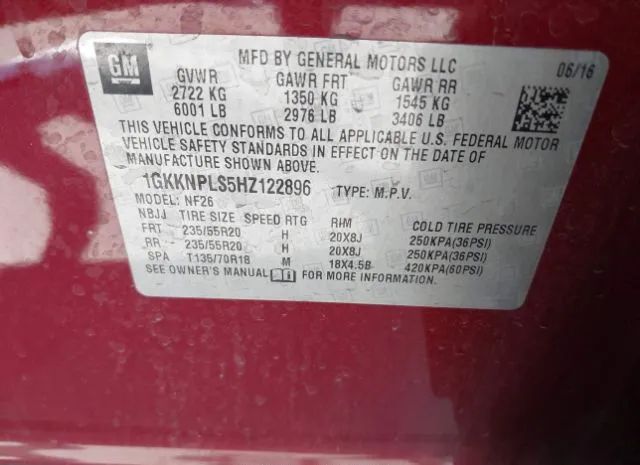 GM
MFD BY GENERAL MOTORS LLC 06/16
GVWR GAWR FRT GAWR RR
2722 KG 1350 KG 1545 KG
6001 LB 2976 LB 3406 LB
THIS VEHICLE CONFORMS TO ALL APPLICABLE U.S. FEDERAL MOTOR
VEHICLE SAFETY STANDARDS IN EFFECT ON THE DATE OF
MANUFACTURE SHOWN ABOVE.
1GKKNPLS5HZ122896 TYPE: M.P.V.
MODEL: NF26
NBJJ TIRE SIZE SPEED RTG RIM COLD TIRE PRESSURE
FRT 235/55R20 H 20X8J 250KPA(36PSI)
RR 235/55R20 H 20X8J 250KPA(36PSI)
SPA T135/70R18 M 18X4.5B 420KPA(60PSI)
SEE OWNER'S MANUAL FOR MORE INFORMATION.